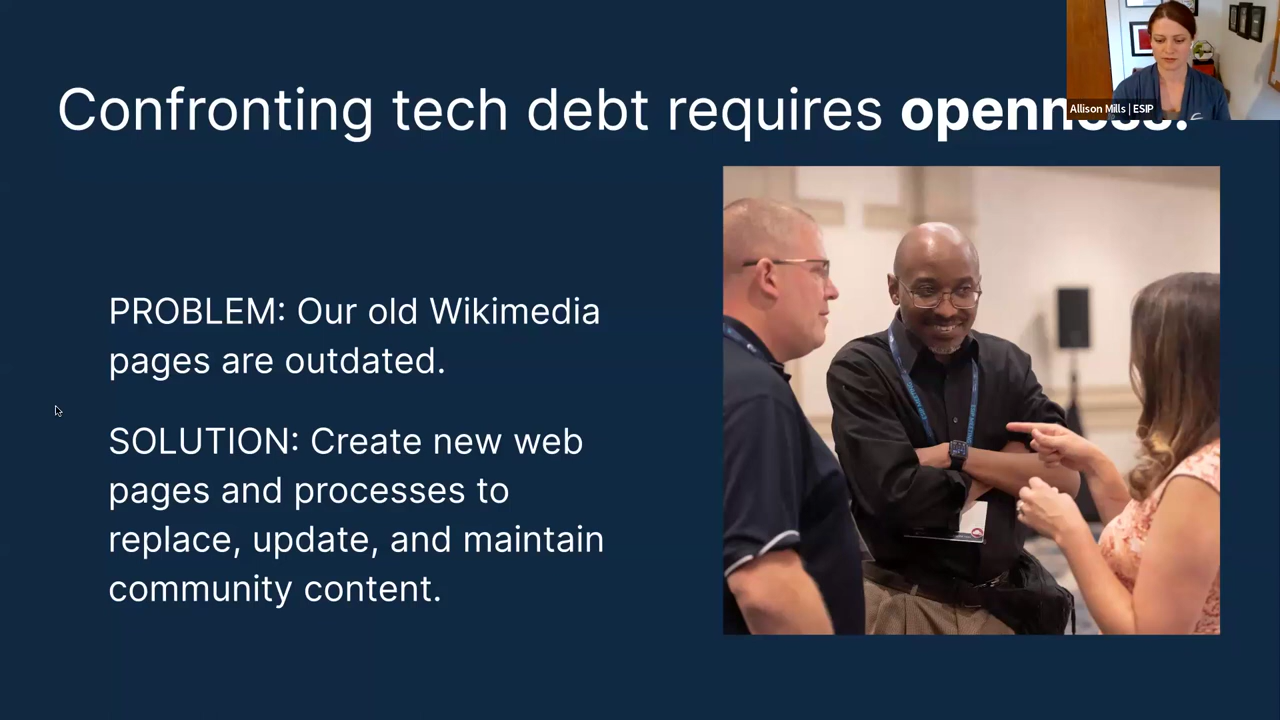 Allison Mills | ESIP
Confronting tech debt requires openness.
PROBLEM: Our old Wikimedia
pages are outdated.
SOLUTION: Create new web
pages and processes to
replace, update, and maintain
community content.